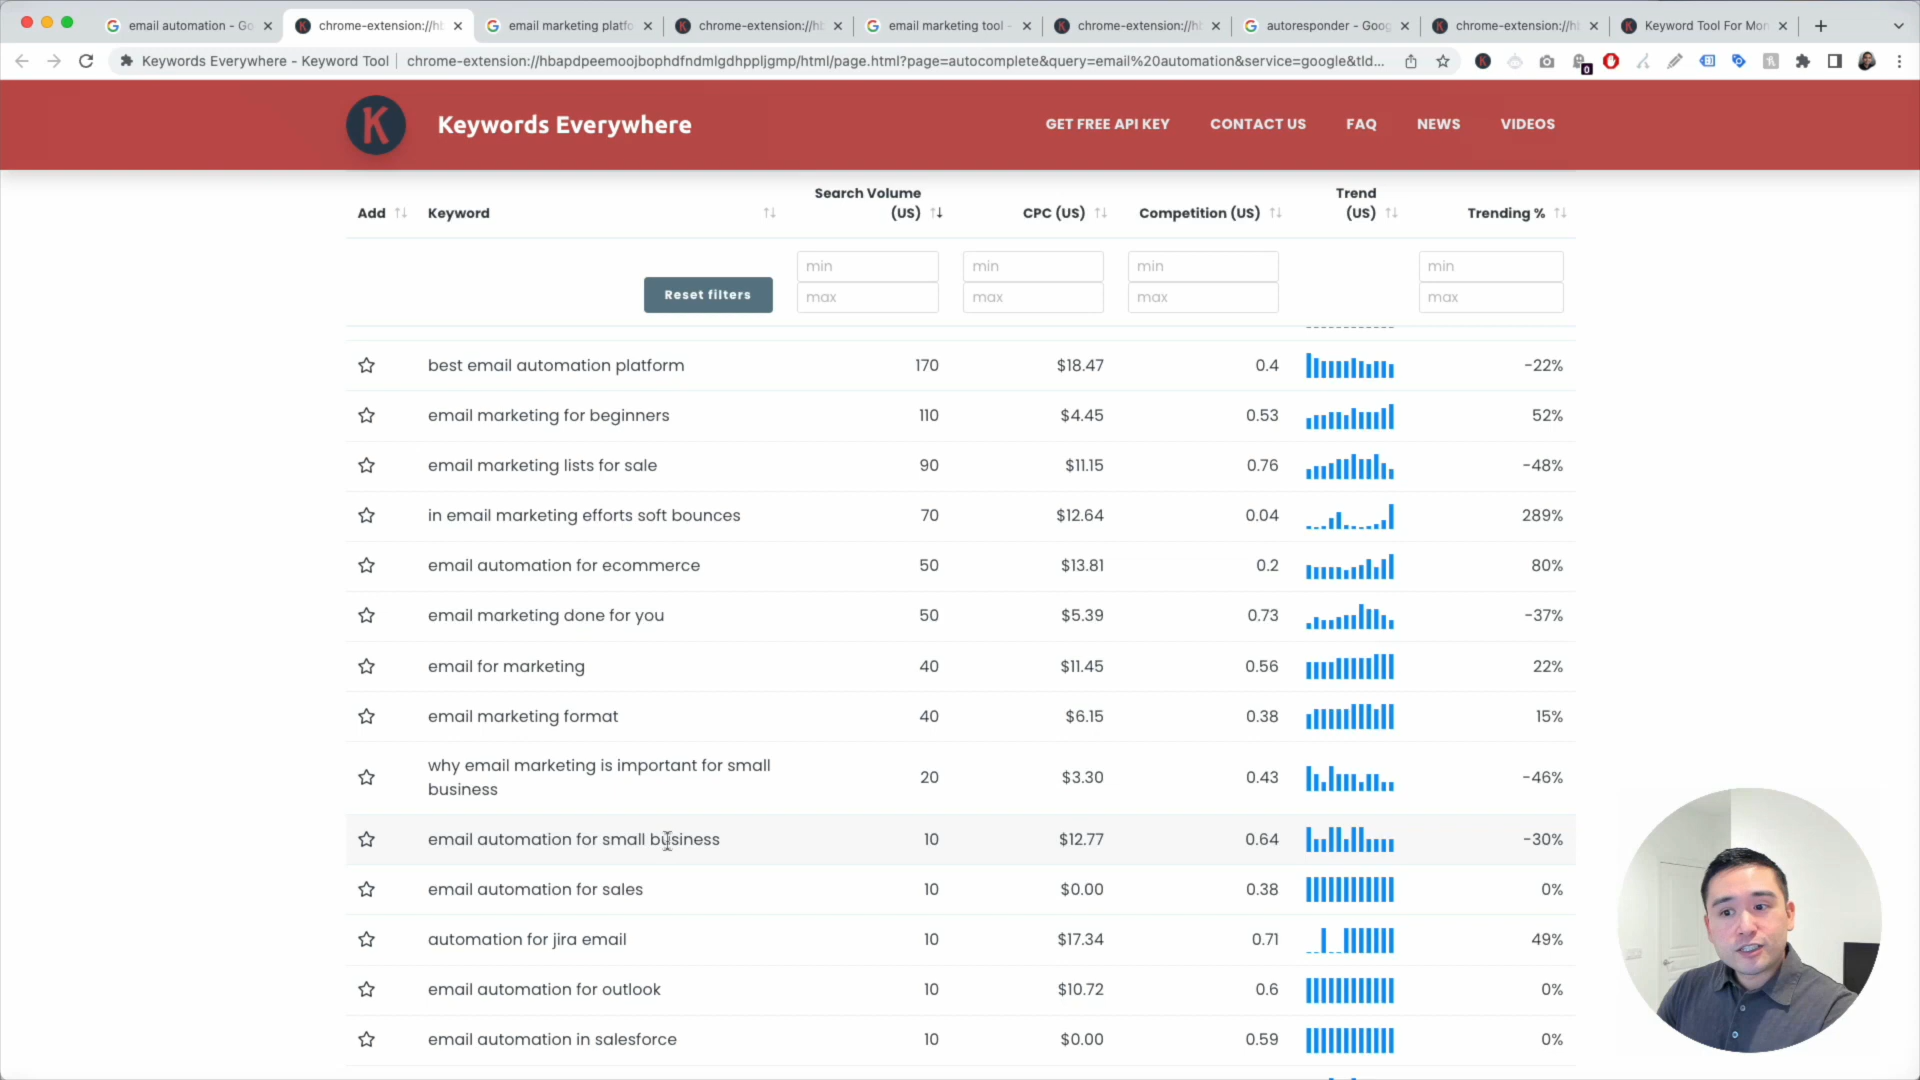 email automation - Go
chrome-extension://hb
email marketing platfo
chrome-extension://hb
email marketing tool -
chrome-extension://hb
autoresponder - Goog
chrome-extension://hb
Keyword Tool For Mon
Keywords Everywhere - Keyword Tool
chrome-extension://hbapdpeemoojbophdfndmlgdhppljgmp/html/page.html?page=autocomplete&query=email%20automation&service=google&tld...
0
K
Keywords Everywhere
GET FREE API KEY
CONTACT US
FAQ
NEWS
VIDEOS
Add
Keyword
Search Volume
(US)
CPC (US)
Competition (US)
Trend
(US)
Trending %
Reset filters
min
max
min
max
min
max
min
max
best email automation platform 170 $18.47 0.4 -22%
email marketing for beginners 110 $4.45 0.53 52%
email marketing lists for sale 90 $11.15 0.76 -48%
in email marketing efforts soft bounces 70 $12.64 0.04 289%
email automation for ecommerce 50 $13.81 0.2 80%
email marketing done for you 50 $5.39 0.73 -37%
email for marketing 40 $11.45 0.56 22%
email marketing format 40 $6.15 0.38 15%
why email marketing is important for small
business 20 $3.30 0.43 -46%
email automation for small business 10 $12.77 0.64 -30%
email automation for sales 10 $0.00 0.38 0%
automation for jira email 10 $17.34 0.71 49%
email automation for outlook 10 $10.72 0.6 0%
email automation in salesforce 10 $0.00 0.59 0%